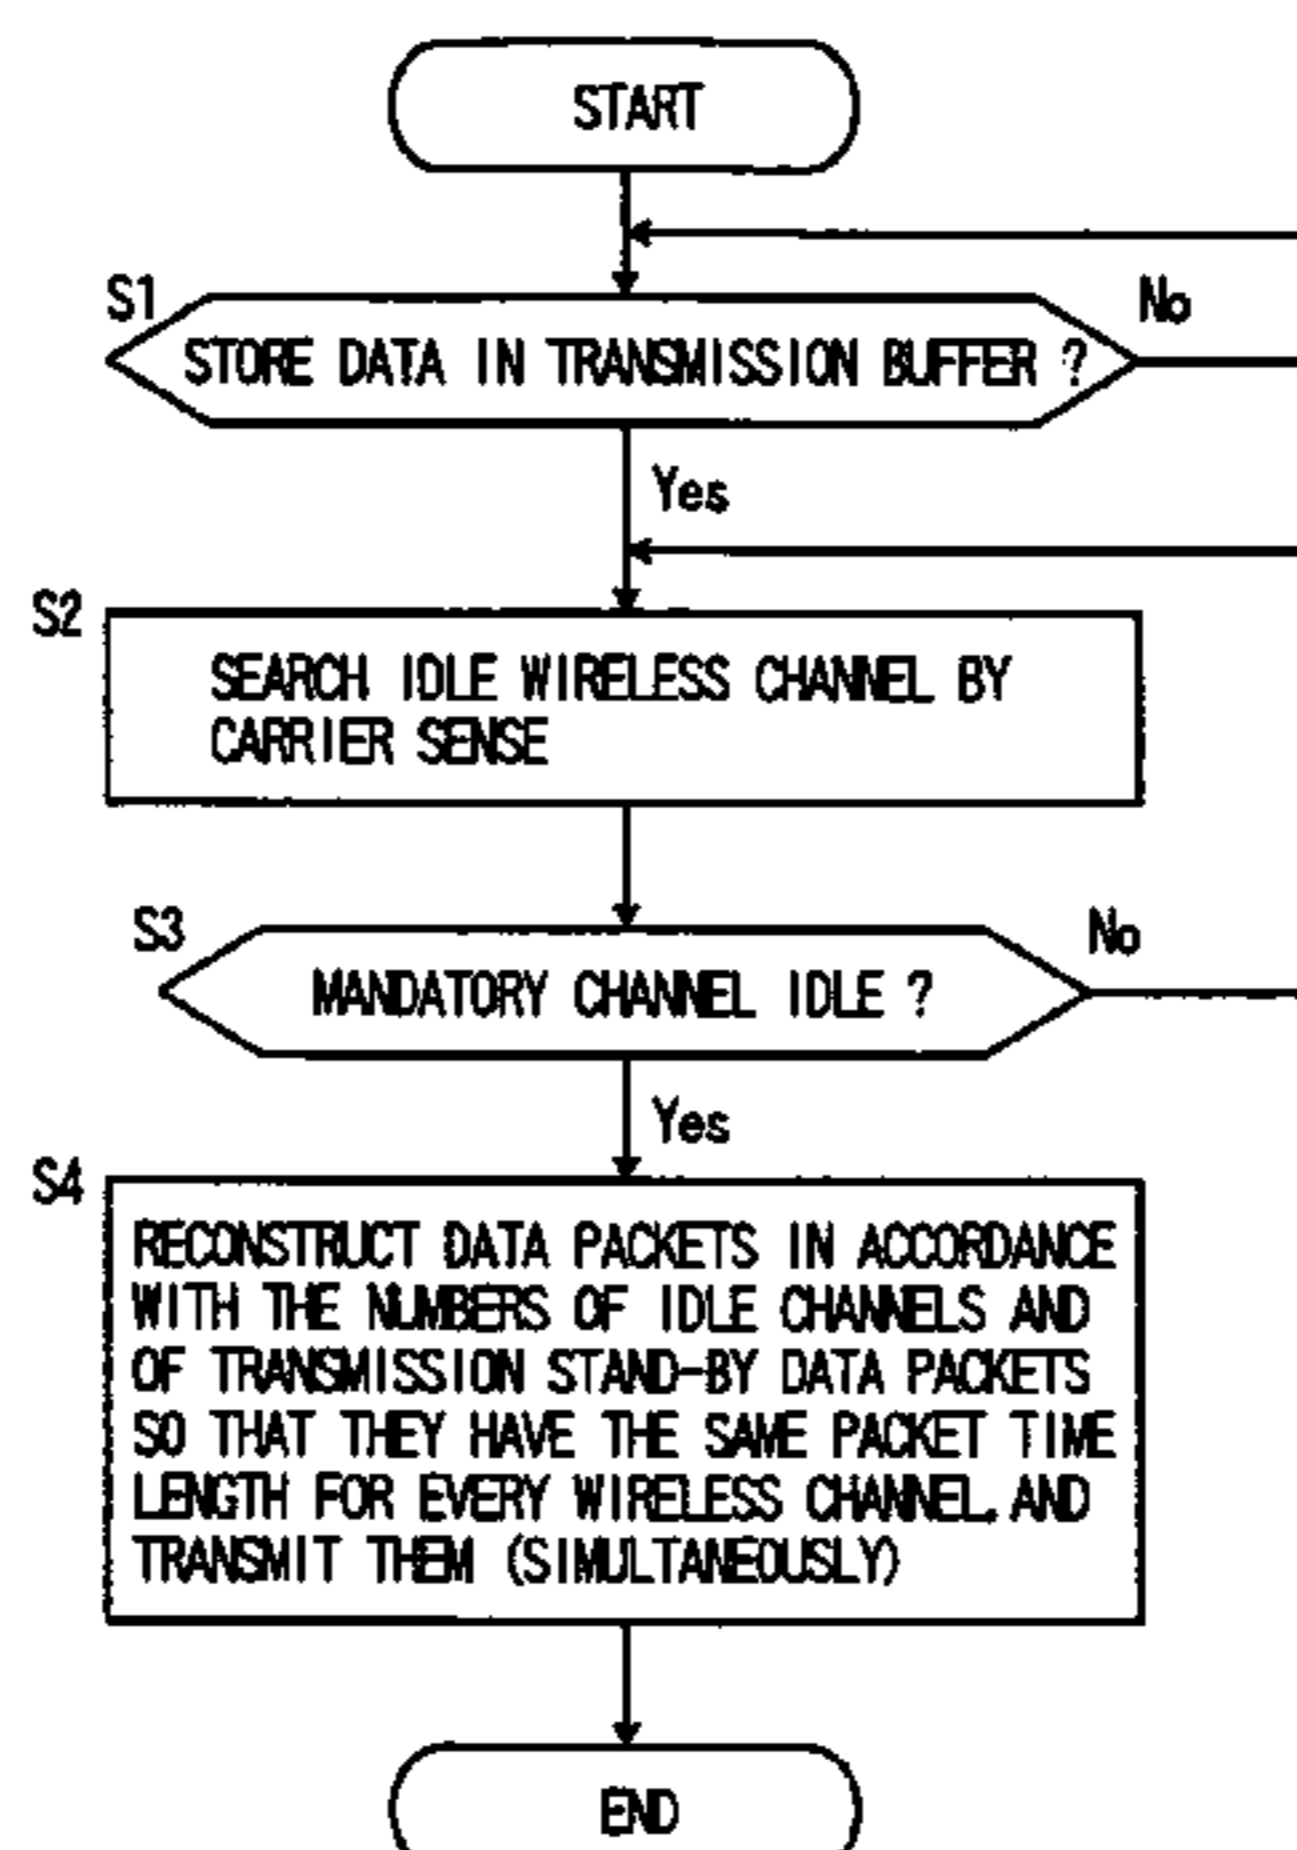 START
S1
No
STORE DATA IN TRANSMISSION BUFFER ?
Yes
S2
SEARCH IDLE WIRELESS CHANNEL BY
CARRIER SENSE
S3
No
MANDATORY CHANNEL IDLE ?
Yes
S4
RECONSTRUCT DATA PACKETS IN ACCORDANCE
WITH THE NUMBERS OF IDLE CHANNELS AND
OF TRANSMISSION STAND-BY DATA PACKETS
SO THAT THEY HAVE THE SAME PACKET TIME
LENGTH FOR EVERY WIRELESS CHANNEL, AND
TRANSMIT THEM (SIMULTANEOUSLY)
END